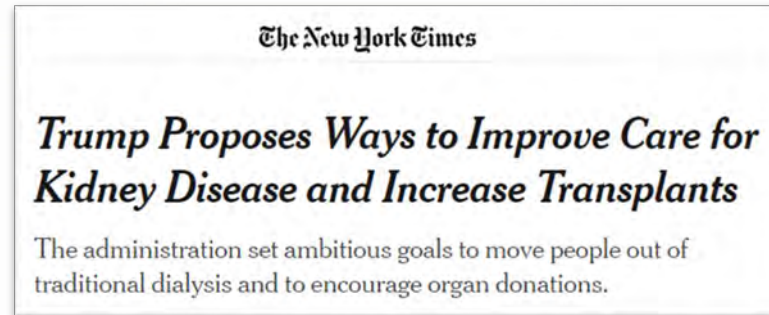 The New York Times
Trump Proposes Ways to Improve Care for
Kidney Disease and Increase Transplants
The administration set ambitious goals to move people out of
traditional dialysis and to encourage organ donations.